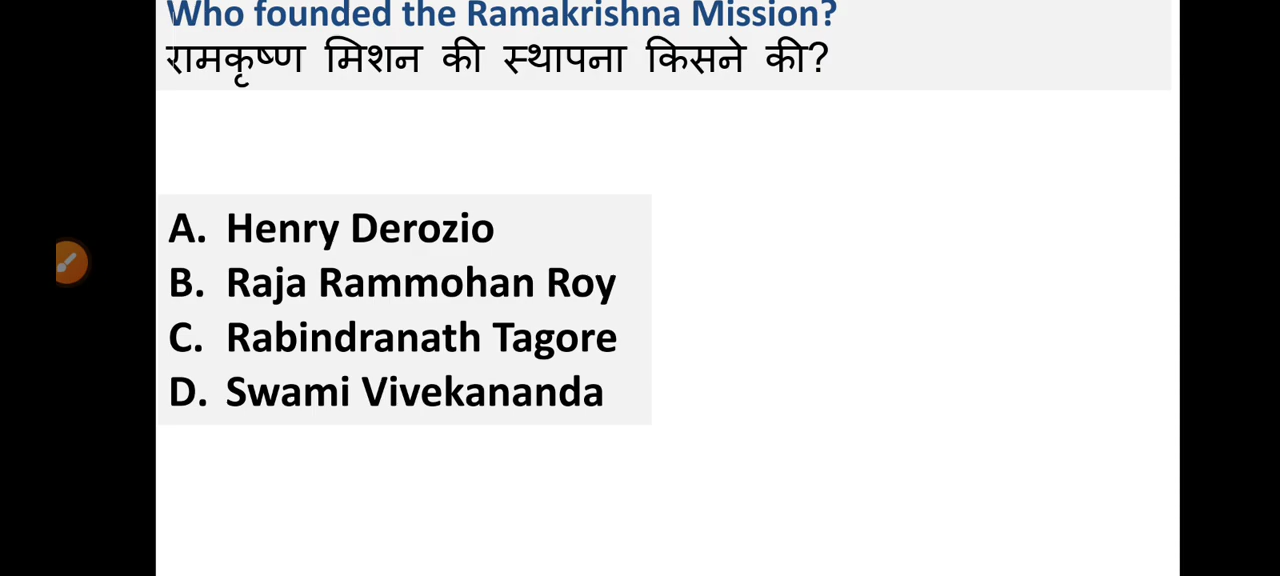 Who founded the Ramakrishna Mission?
रामकृष्ण मिशन की स्थापना किसने की?
A. Henry Derozio
B. Raja Rammohan Roy
C. Rabindranath Tagore
D. Swami Vivekananda